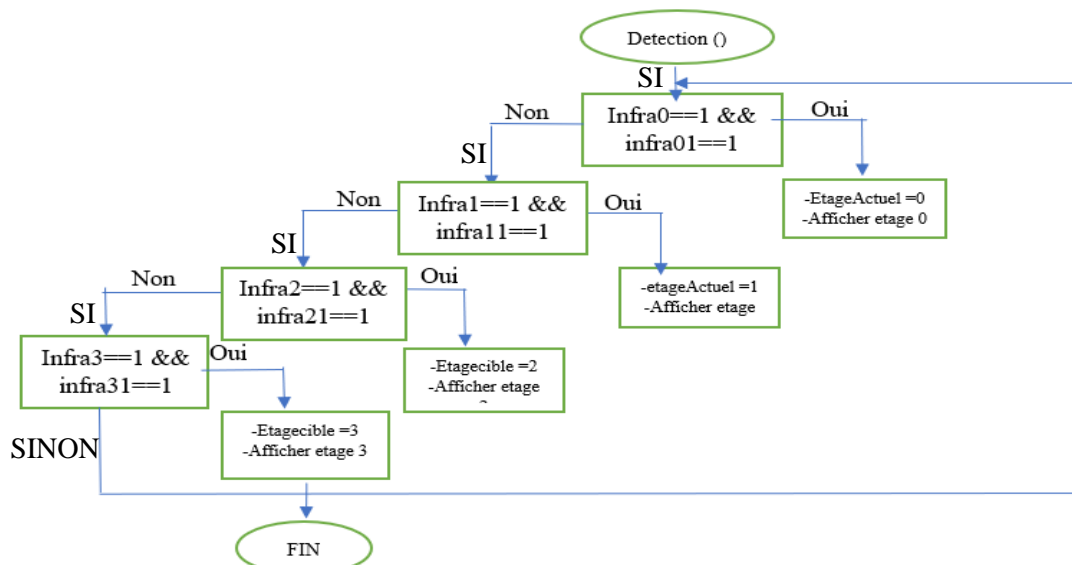 Detection ()
SI
Infra0==1 &&
infra01==1
Non
Oui
-EtageActuel =0
-Afficher etage 0
SI
Infra1==1 &&
infra11==1
Non
Oui
-etageActuel =1
-Afficher etage
SI
Infra2==1 &&
infra21==1
Non
Oui
-Etagecible =2
-Afficher etage
SI
Infra3==1 &&
infra31==1
Oui
-Etagecible =3
-Afficher etage 3
SINON
FIN